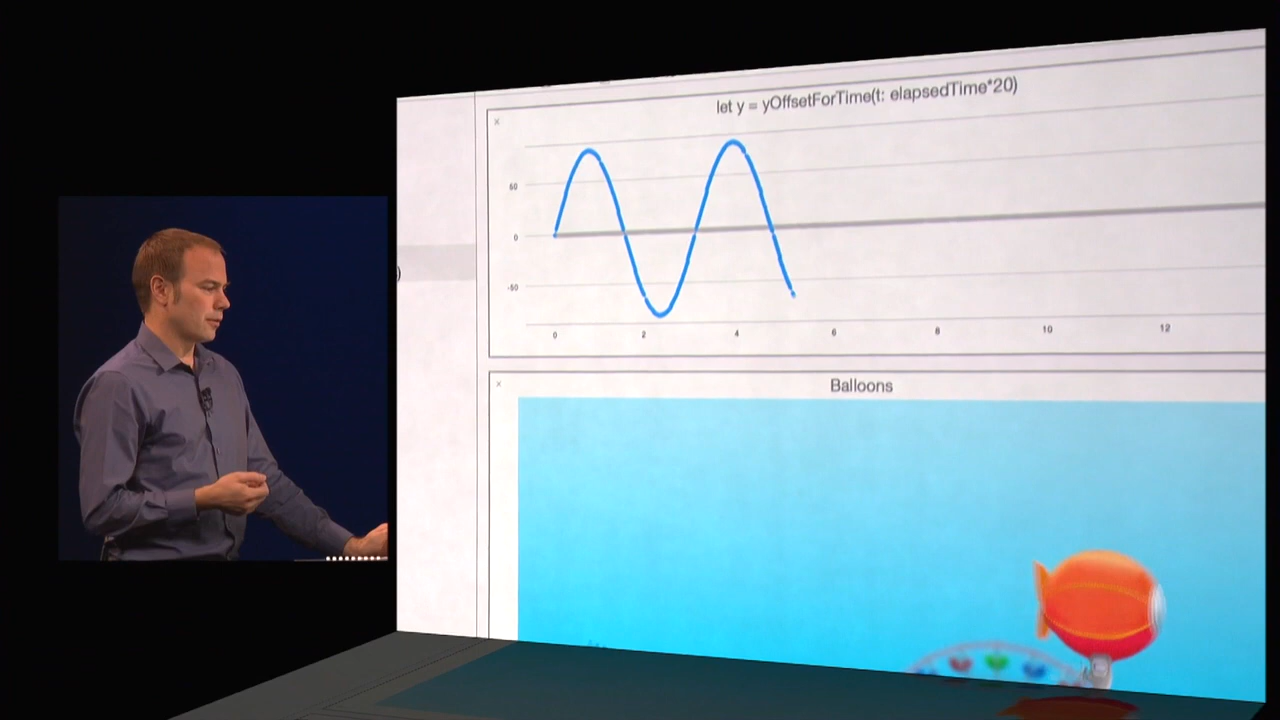 let y = yOffsetForTime(t: elapsedTime*20)
×
50
0
-50
0 2 4 6 8 10 12
×
Balloons
)